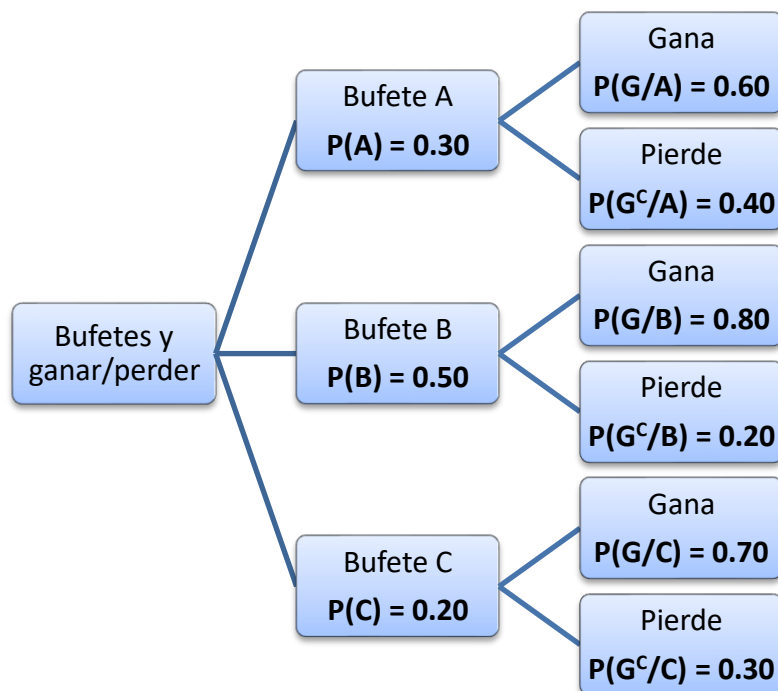 Bufetes y
ganar/perder
Bufete A
P(A) = 0.30
Gana
P(G/A) = 0.60
Pierde
P(Gᶜ/A) = 0.40
Bufete B
P(B) = 0.50
Gana
P(G/B) = 0.80
Pierde
P(Gᶜ/B) = 0.20
Bufete C
P(C) = 0.20
Gana
P(G/C) = 0.70
Pierde
P(Gᶜ/C) = 0.30